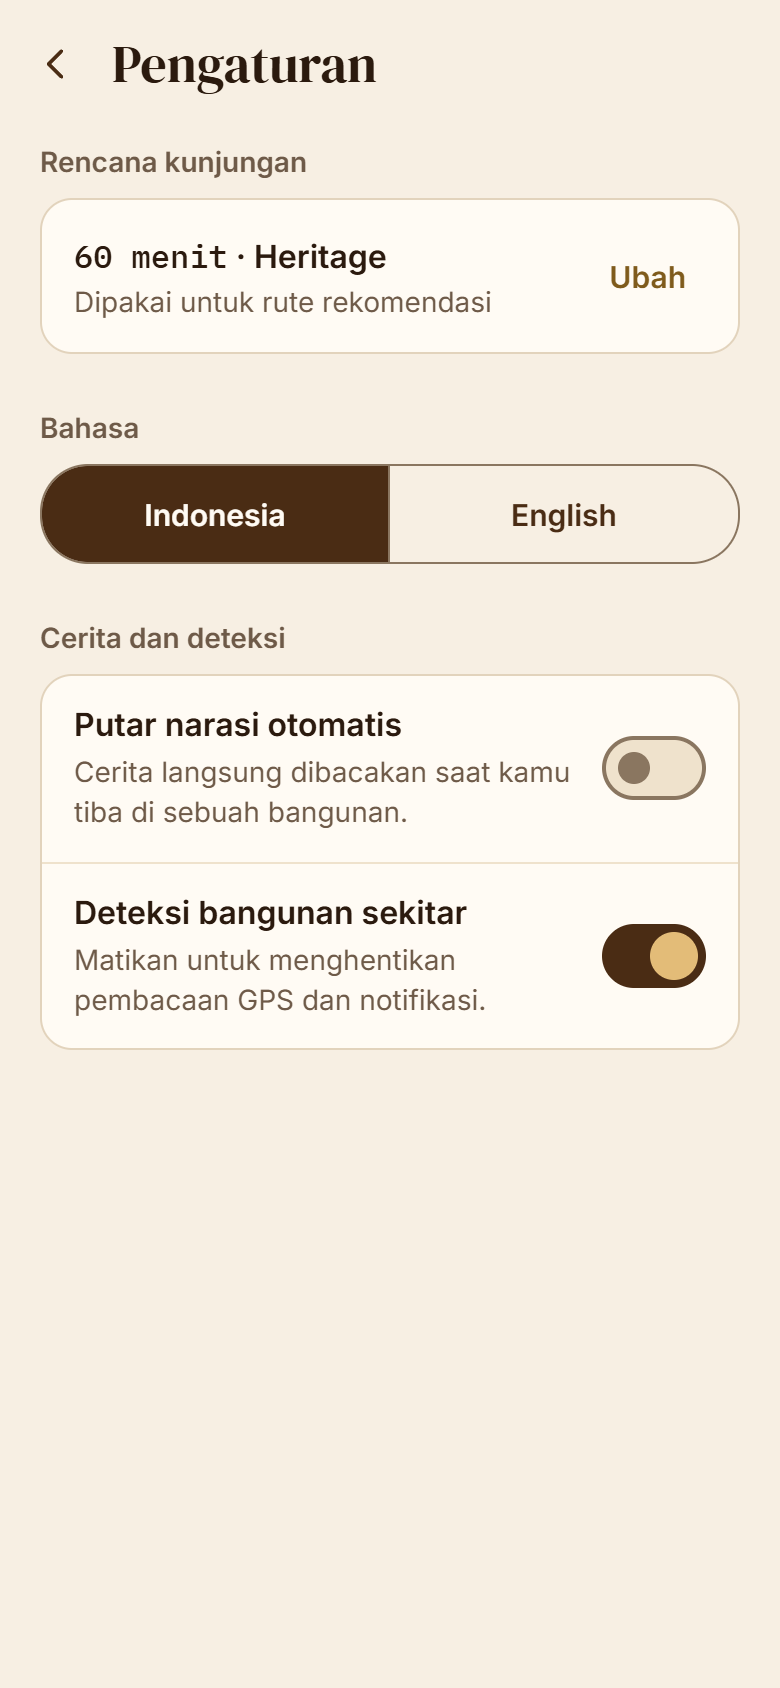 Pengaturan
Rencana kunjungan
60 menit · Heritage
Dipakai untuk rute rekomendasi
Ubah
Bahasa
Indonesia
English
Cerita dan deteksi
Putar narasi otomatis
Cerita langsung dibacakan saat kamu
tiba di sebuah bangunan.
Deteksi bangunan sekitar
Matikan untuk menghentikan
pembacaan GPS dan notifikasi.